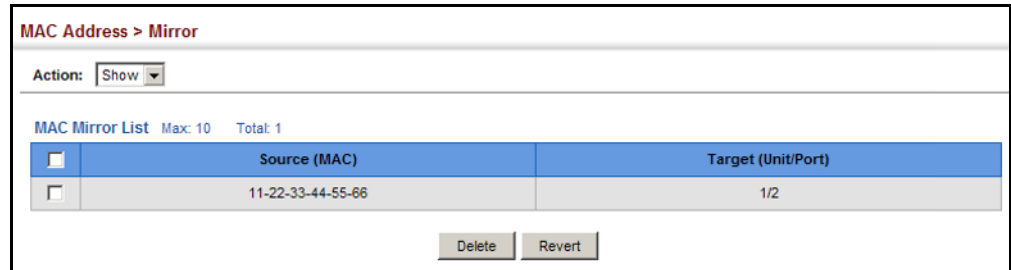 MAC Address > Mirror
Action: Show
MAC Mirror List Max: 10 Total: 1
Source (MAC) Target (Unit/Port)
11-22-33-44-55-66 1/2
Delete Revert